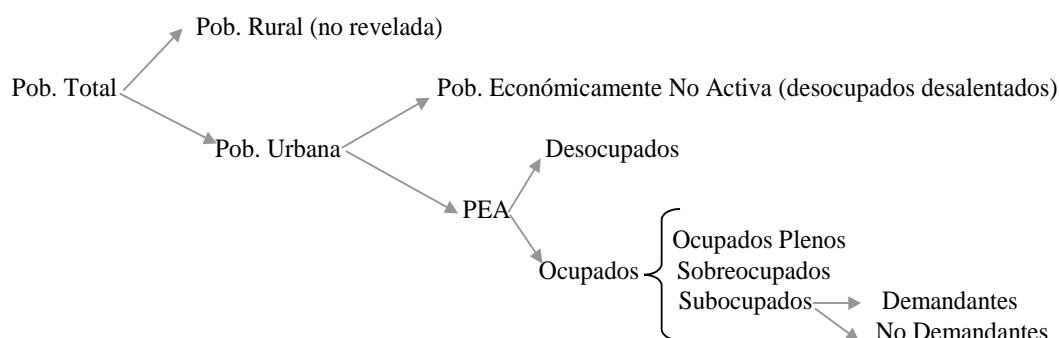 Pob. Rural (no revelada)
Pob. Total
Pob. Económicamente No Activa (desocupados desalentados)
Pob. Urbana
Desocupados
PEA
Ocupados Plenos
Ocupados
Sobreocupados
Subocupados
Demandantes
No Demandantes